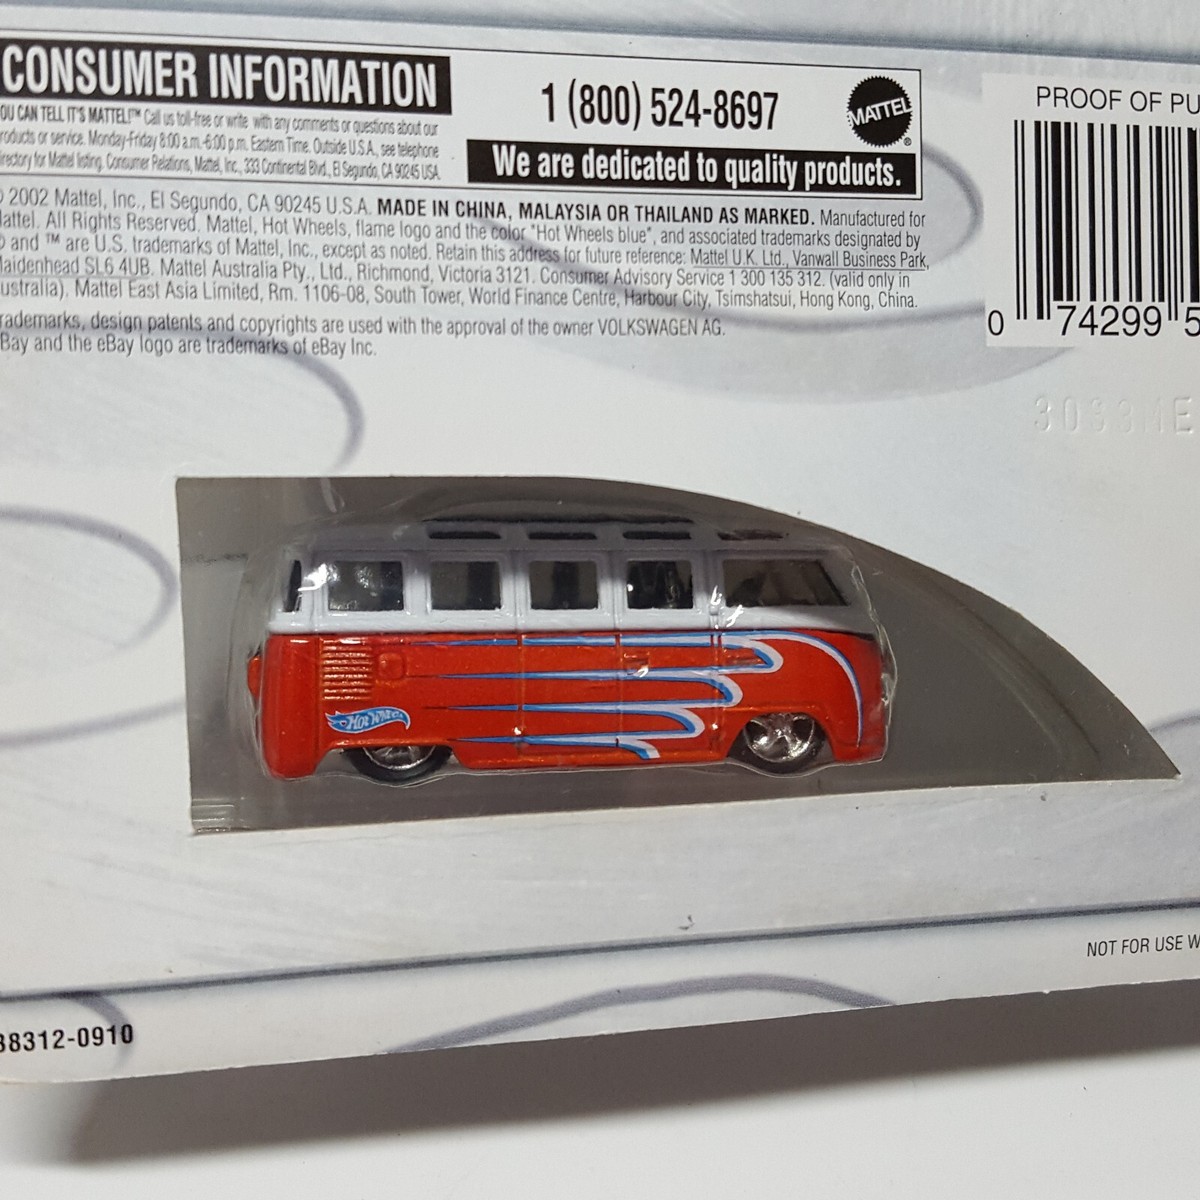 CONSUMER INFORMATION
OU CAN TELL IT'S MATTEL!™ Call us toll-free or write with any comments or questions about our
roducts or service. Monday-Friday 8:00 a.m.-6:00 p.m. Eastern Time. Outside U.S.A., see telephone
irectory for Mattel listing. Consumer Relations, Mattel, Inc., 333 Continental Blvd., El Segundo, CA 90245 USA.
1 (800) 524-8697
MATTEL®
We are dedicated to quality products.
PROOF OF PU
0 74299 5
© 2002 Mattel, Inc., El Segundo, CA 90245 U.S.A. MADE IN CHINA, MALAYSIA OR THAILAND AS MARKED. Manufactured for
attel. All Rights Reserved. Mattel, Hot Wheels, flame logo and the color "Hot Wheels blue", and associated trademarks designated by
and ™ are U.S. trademarks of Mattel, Inc., except as noted. Retain this address for future reference: Mattel U.K. Ltd., Vanwall Business Park,
aidenhead SL6 4UB. Mattel Australia Pty., Ltd., Richmond, Victoria 3121. Consumer Advisory Service 1 300 135 312. (valid only in
ustralia). Mattel East Asia Limited, Rm. 1106-08, South Tower, World Finance Centre, Harbour City, Tsimshatsui, Hong Kong, China.
rademarks, design patents and copyrights are used with the approval of the owner VOLKSWAGEN AG.
Bay and the eBay logo are trademarks of eBay Inc.
Hot Wheels
NOT FOR USE W
38312-0910